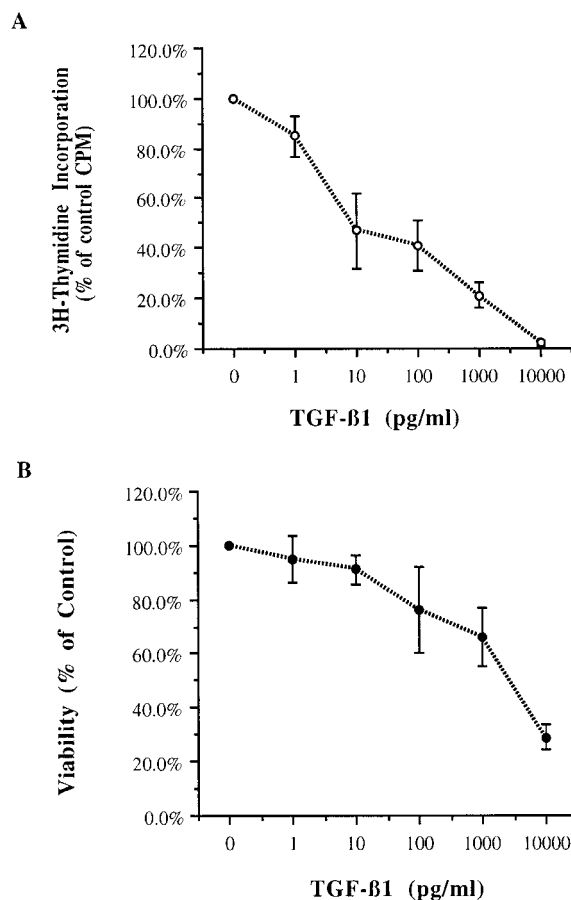 A
120.0%
100.0%
80.0%
60.0%
40.0%
20.0%
0.0%
3H-Thymidine Incorporation
(% of control CPM)
0 1 10 100 1000 10000
TGF-ß1 (pg/ml)
B
120.0%
100.0%
80.0%
60.0%
40.0%
20.0%
0.0%
Viability (% of Control)
0 1 10 100 1000 10000
TGF-ß1 (pg/ml)